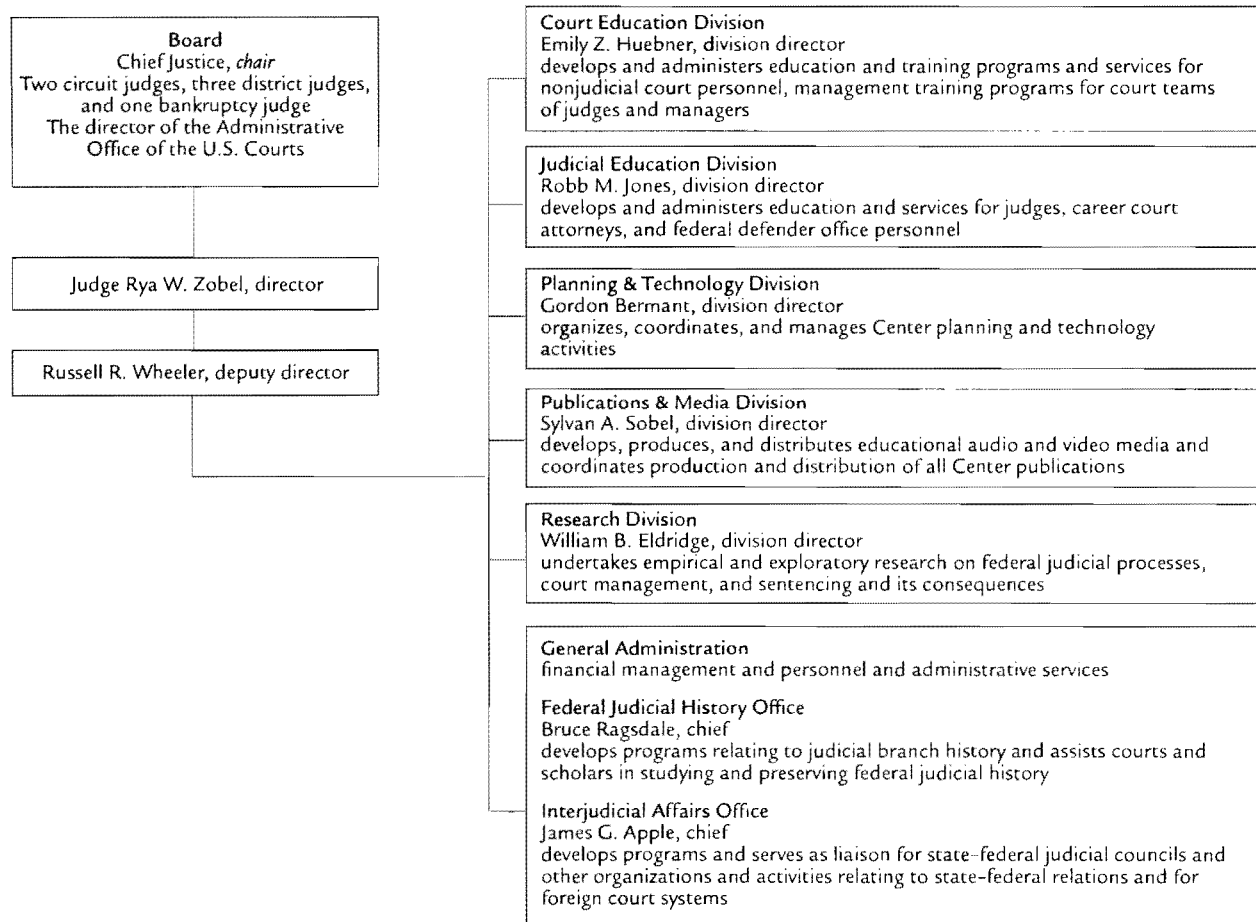 Board
Chief Justice, chair
Two circuit judges, three district judges,
and one bankruptcy judge
The director of the Administrative
Office of the U.S. Courts
Judge Rya W. Zobel, director
Russell R. Wheeler, deputy director
Court Education Division
Emily Z. Huebner, division director
develops and administers education and training programs and services for
nonjudicial court personnel, management training programs for court teams
of judges and managers
Judicial Education Division
Robb M. Jones, division director
develops and administers education and services for judges, career court
attorneys, and federal defender office personnel
Planning & Technology Division
Gordon Bermant, division director
organizes, coordinates, and manages Center planning and technology
activities
Publications & Media Division
Sylvan A. Sobel, division director
develops, produces, and distributes educational audio and video media and
coordinates production and distribution of all Center publications
Research Division
William B. Eldridge, division director
undertakes empirical and exploratory research on federal judicial processes,
court management, and sentencing and its consequences
General Administration
financial management and personnel and administrative services
Federal Judicial History Office
Bruce Ragsdale, chief
develops programs relating to judicial branch history and assists courts and
scholars in studying and preserving federal judicial history
Interjudicial Affairs Office
James G. Apple, chief
develops programs and serves as liaison for state–federal judicial councils and
other organizations and activities relating to state–federal relations and for
foreign court systems